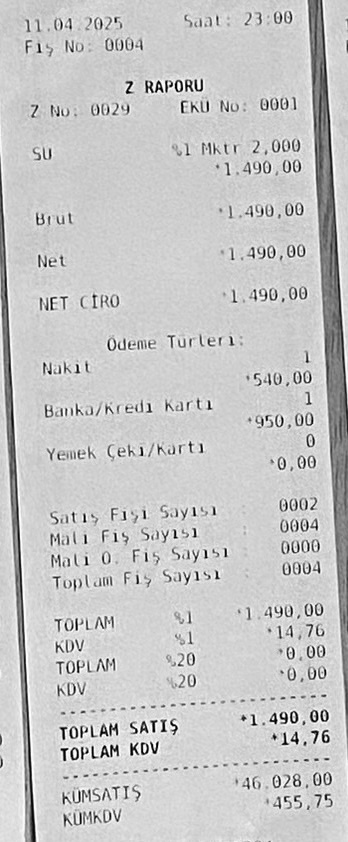 11.04.2025 Saat: 23:00
Fiş No: 0004
Z RAPORU
Z No: 0029 EKU No: 0001
SU %1 Mktr 2,000
*1.490,00
Brut *1.490,00
Net *1.490,00
NET CİRO *1.490,00
Ödeme Türleri:
Nakit 1
*540,00
Banka/Kredi Kartı 1
*950,00
Yemek Çeki/Kartı 0
*0,00
Satış Fişi Sayısı : 0002
Mali Fiş Sayısı : 0004
Mali O. Fiş Sayısı : 0000
Toplam Fiş Sayısı : 0004
TOPLAM %1 *1.490,00
KDV %1 *14,76
TOPLAM %20 *0,00
KDV %20 *0,00
TOPLAM SATIŞ *1.490,00
TOPLAM KDV *14,76
KÜMSATIŞ *46.028,00
KÜMKDV *455,75